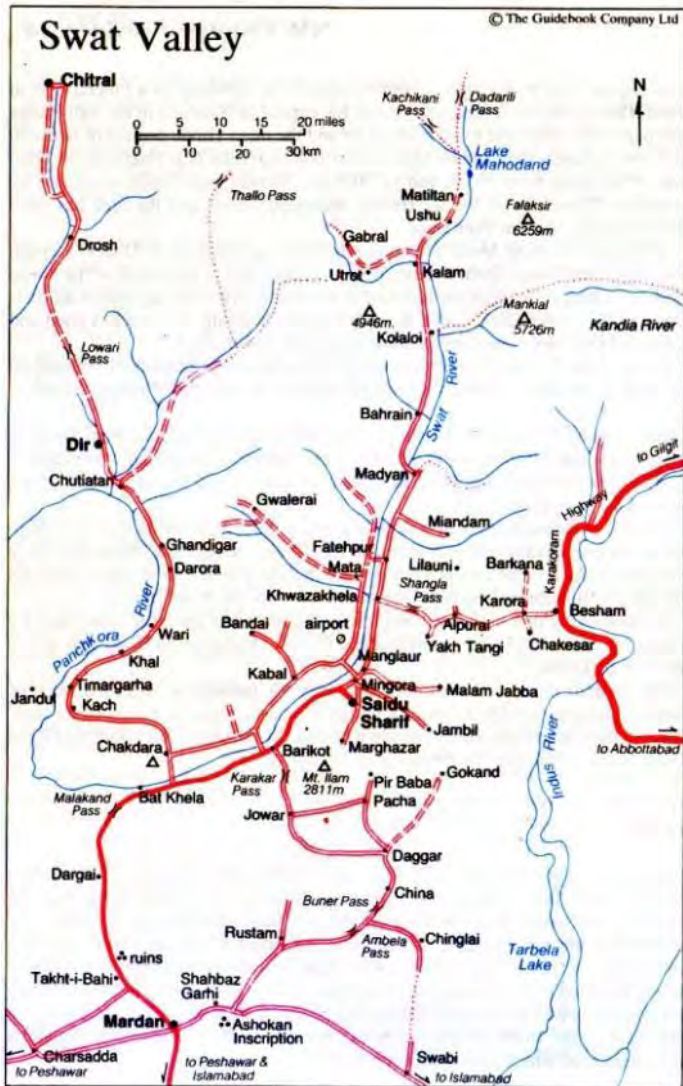 © The Guidebook Company Ltd
Swat Valley
Chitral
0 5 10 15 20 miles
0 10 20 30 km
N
Kachikani
Pass
Dadarili
Pass
Lake
Mahodand
Thallo Pass
Matiltan
Ushu
Falaksir
6259m
Drosh
Gabral
Utrot
Kalam
Mankial
5726m
4946m.
Kandia River
Kolaloi
Lowari
Pass
Swat
River
Bahrain
Dir
Chutiatan
Madyan
to Gilgit
Gwalerai
Miandam
Karakoram
Highway
Ghandigar
Fatehpur
Darora
Mata
Lilauni
Barkana
Khwazakhela
Shangla
Pass
Karora
Besham
Panchkora
River
Wari
Bandai
airport
Alpurai
Yakh Tangi
Chakesar
Khal
Manglaur
Jandul
Timargarha
Kabal
Mingora
Malam Jabba
Kach
Saidu
Sharif
Jambil
Chakdara
Barikot
Marghazar
to Abbottabad
Indus
River
Karakar
Pass
Mt. Ilam
2811m
Pir Baba
Gokand
Malakand
Pass
Bat Khela
Jowar
Pacha
Daggar
Dargai
China
Buner Pass
Rustam
Ambela
Pass
Chinglai
ruins
Tarbela
Lake
Takht-i-Bahi
Shahbaz
Garhi
Mardan
Ashokan
Inscription
Charsadda
to Peshawar
to Peshawar &
Islamabad
Swabi
to Islamabad